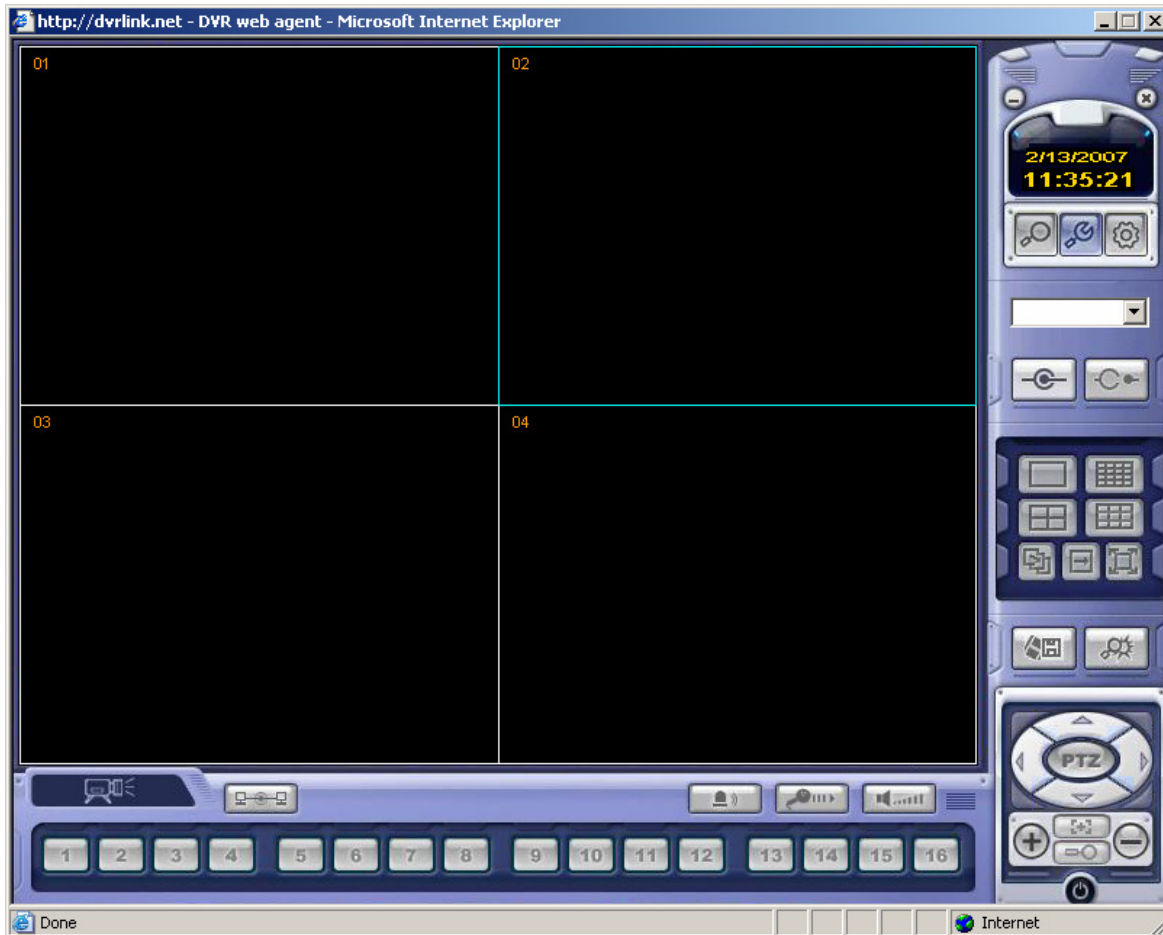 http://dvrlink.net - DVR web agent - Microsoft Internet Explorer
01
02
2/13/2007
11:35:21
03
04
PTZ
1 2 3 4 5 6 7 8 9 10 11 12 13 14 15 16
Done
Internet